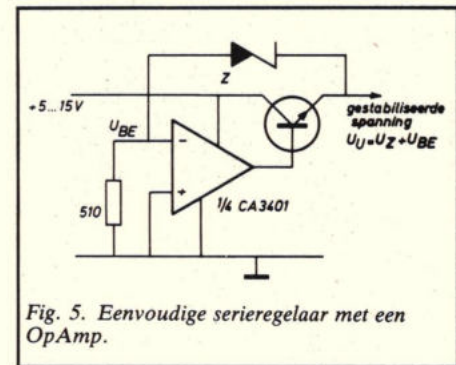 Z
+5...15V
U_BE
gestabiliseerde
spanning
U_U = U_Z + U_BE
-
+
510
1/4 CA3401
Fig. 5. Eenvoudige serieregelaar met een
OpAmp.